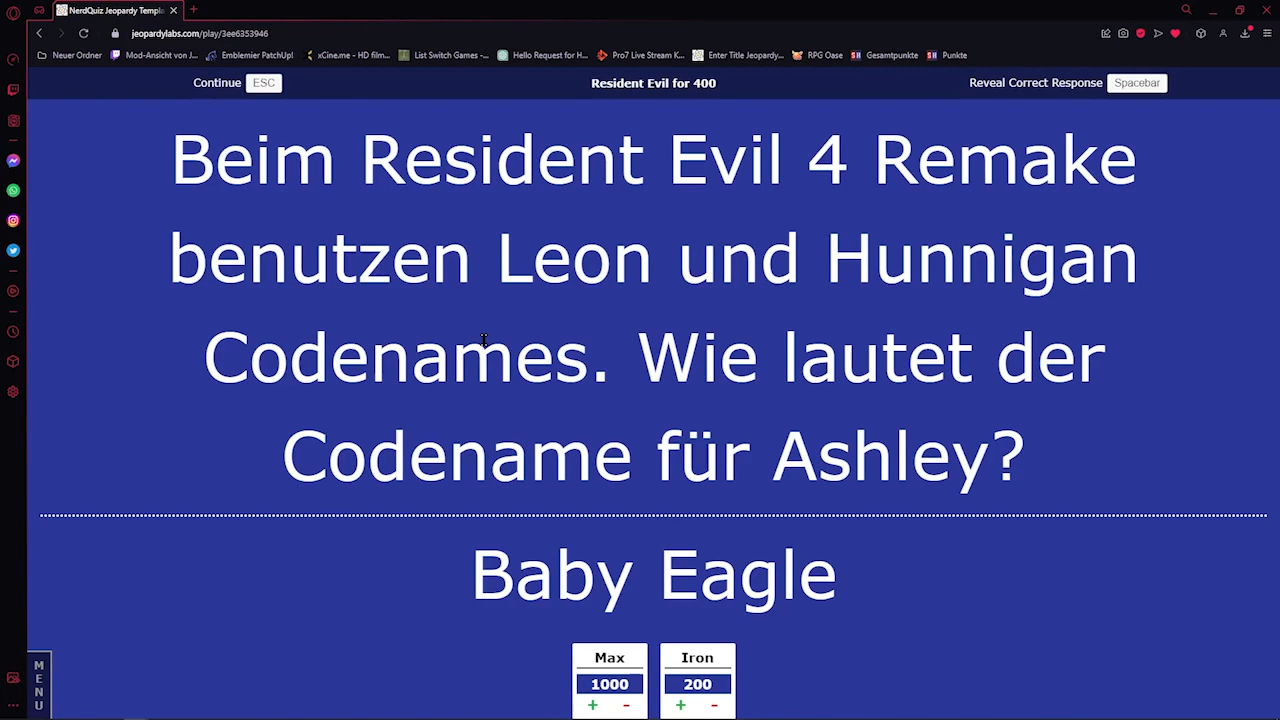 NerdQuiz Jeopardy Templa
jeopardylabs.com/play/3ee6353946
Neuer Ordner
Mod-Ansicht von J...
Emblemier PatchUp!
xCine.me - HD film...
List Switch Games -...
Hello Request for H...
Pro7 Live Stream K...
Enter Title Jeopardy...
RPG Oase
Gesamtpunkte
Punkte
Continue ESC
Resident Evil for 400
Reveal Correct Response Spacebar
Beim Resident Evil 4 Remake
benutzen Leon und Hunnigan
Codenames. Wie lautet der
Codename für Ashley?
Baby Eagle
Max Iron
1000 200
+ - + -
MENU